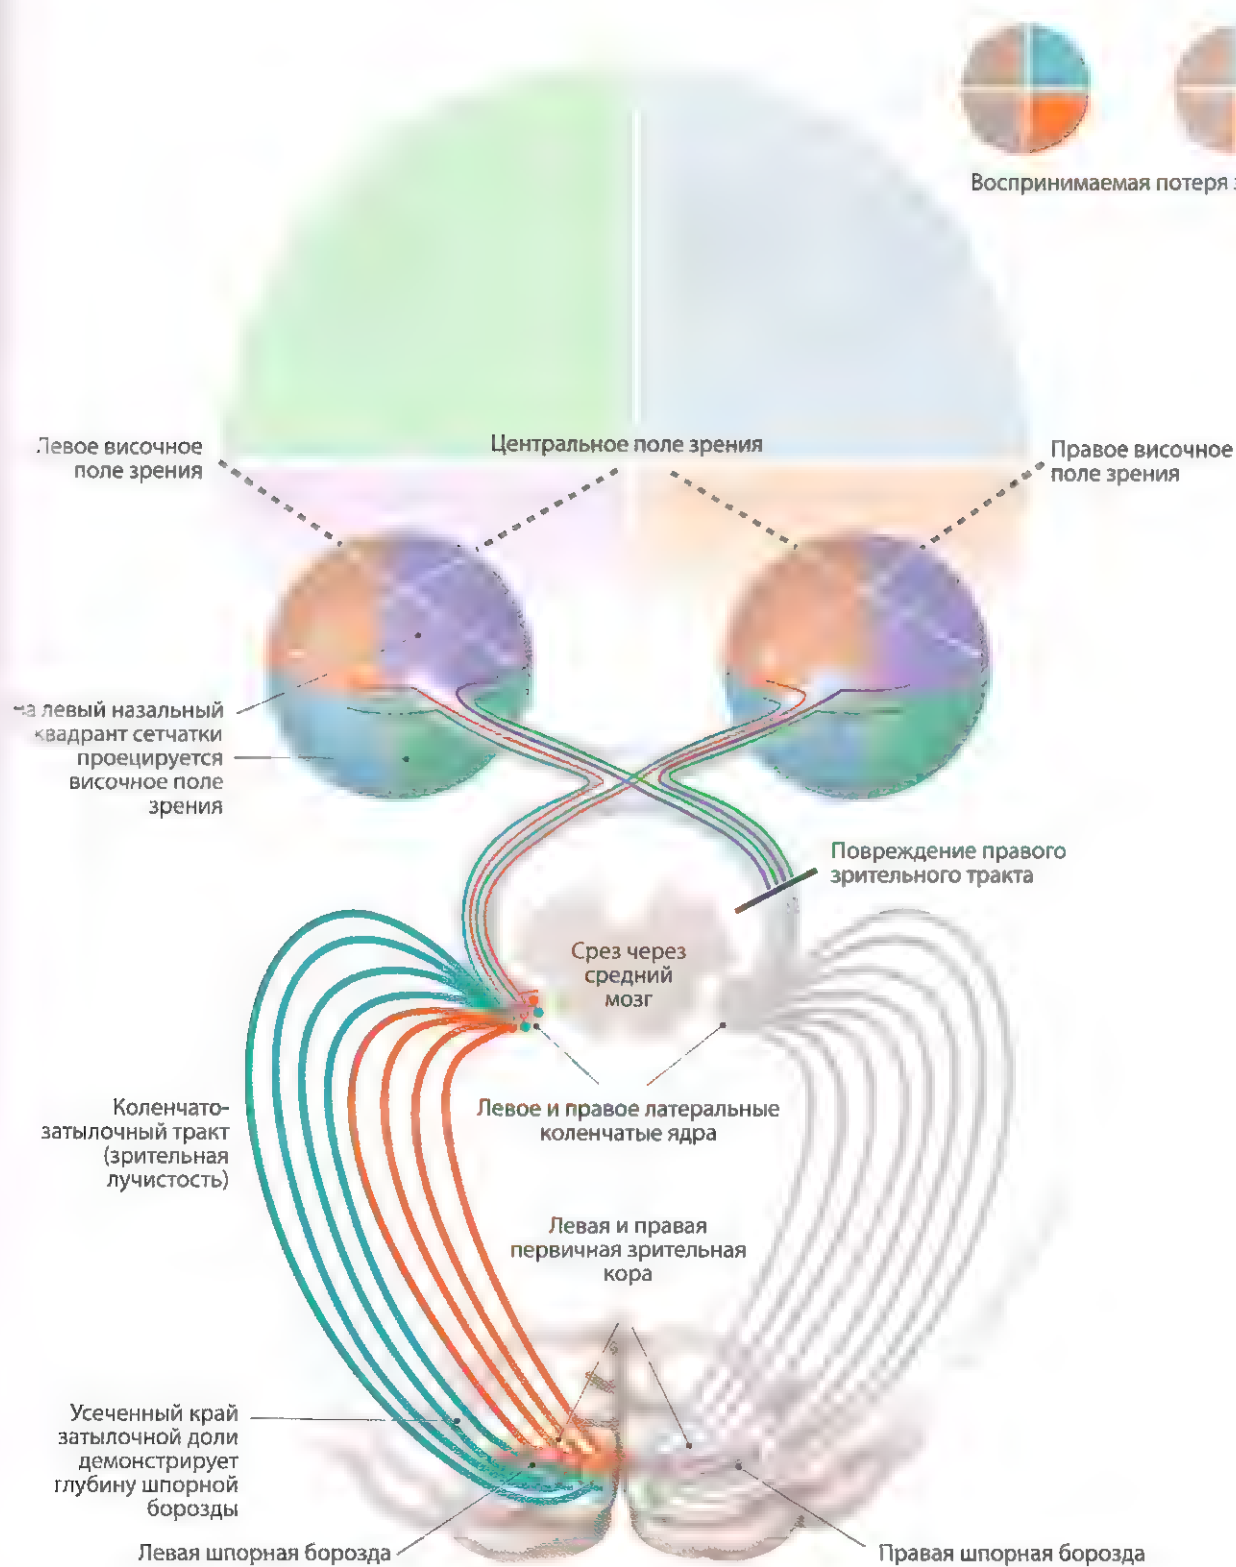 Воспринимаемая потеря
Левое височное
поле зрения
Центральное поле зрения
Правое височное
поле зрения
на левый назальный
квадрант сетчатки
проецируется
височное поле
зрения
Повреждение правого
зрительного тракта
Срез через
средний
мозг
Коленчато-
затылочный тракт
(зрительная
лучистость)
Левое и правое латеральные
коленчатые ядра
Левая и правая
первичная зрительная
кора
Усеченный край
затылочной доли
демонстрирует
глубину шпорной
борозды
Левая шпорная борозда
Правая шпорная борозда